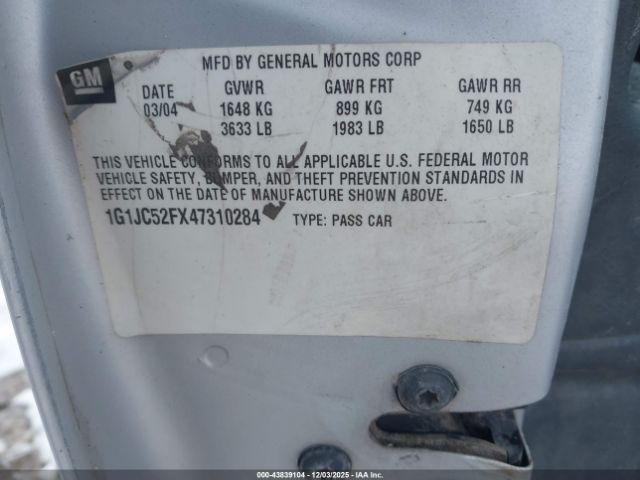 GM
MFD BY GENERAL MOTORS CORP
DATE GVWR GAWR FRT GAWR RR
03/04 1648 KG 899 KG 749 KG
3633 LB 1983 LB 1650 LB
THIS VEHICLE CONFORMS TO ALL APPLICABLE U.S. FEDERAL MOTOR
VEHICLE SAFETY, BUMPER, AND THEFT PREVENTION STANDARDS IN
EFFECT ON THE DATE OF MANUFACTURE SHOWN ABOVE.
1G1JC52FX47310284 TYPE: PASS CAR
© IAA Inc. 43839104 - 12/03/2025 - IAAI.com